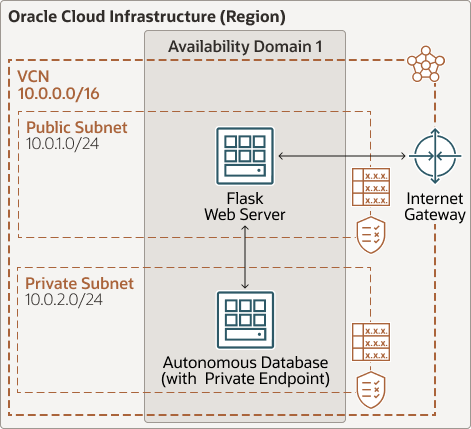 Oracle Cloud Infrastructure (Region)
Availability Domain 1
VCN
10.0.0.0/16
Public Subnet
10.0.1.0/24
Flask
Web Server
x.x.x.
x.x.x.
x.x.x.
Internet
Gateway
Private Subnet
10.0.2.0/24
Autonomous Database
(with Private Endpoint)
x.x.x.
x.x.x.
x.x.x.